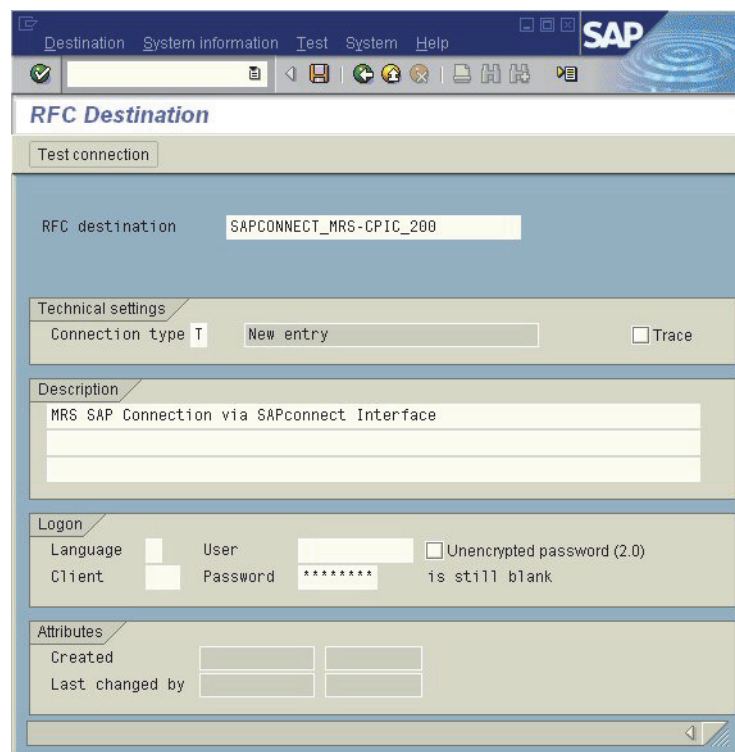 Destination System information Test System Help
SAP
RFC Destination
Test connection
RFC destination SAPCONNECT_MRS-CPIC_200
Technical settings
Connection type T New entry Trace
Description
MRS SAP Connection via SAPconnect Interface
Logon
Language User Unencrypted password (2.0)
Client Password ******** is still blank
Attributes
Created
Last changed by